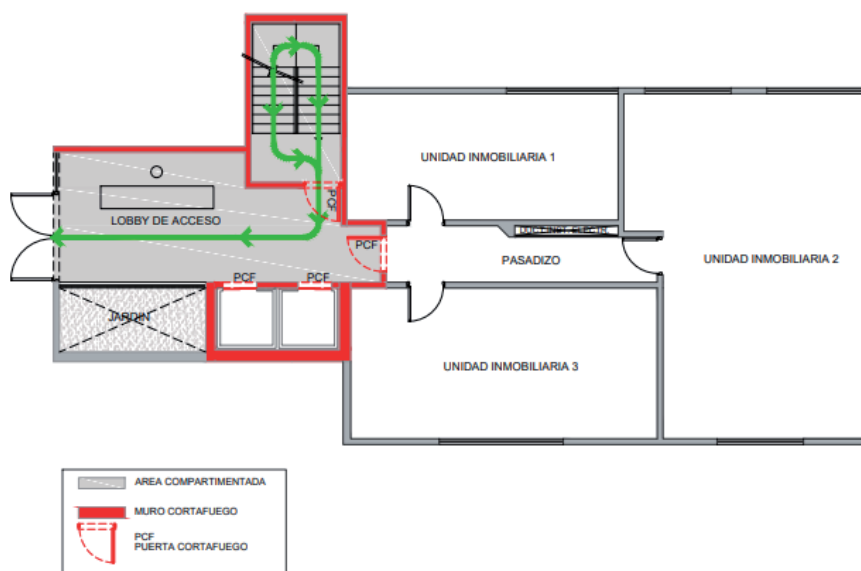 UNIDAD INMOBILIARIA 1
PCF
LOBBY DE ACCESO
PCF
PASADIZO
UNIDAD INMOBILIARIA 2
PCF
PCF
JARDIN
UNIDAD INMOBILIARIA 3
AREA COMPARTIMENTADA
MURO CORTAFUEGO
PCF
PUERTA CORTAFUEGO